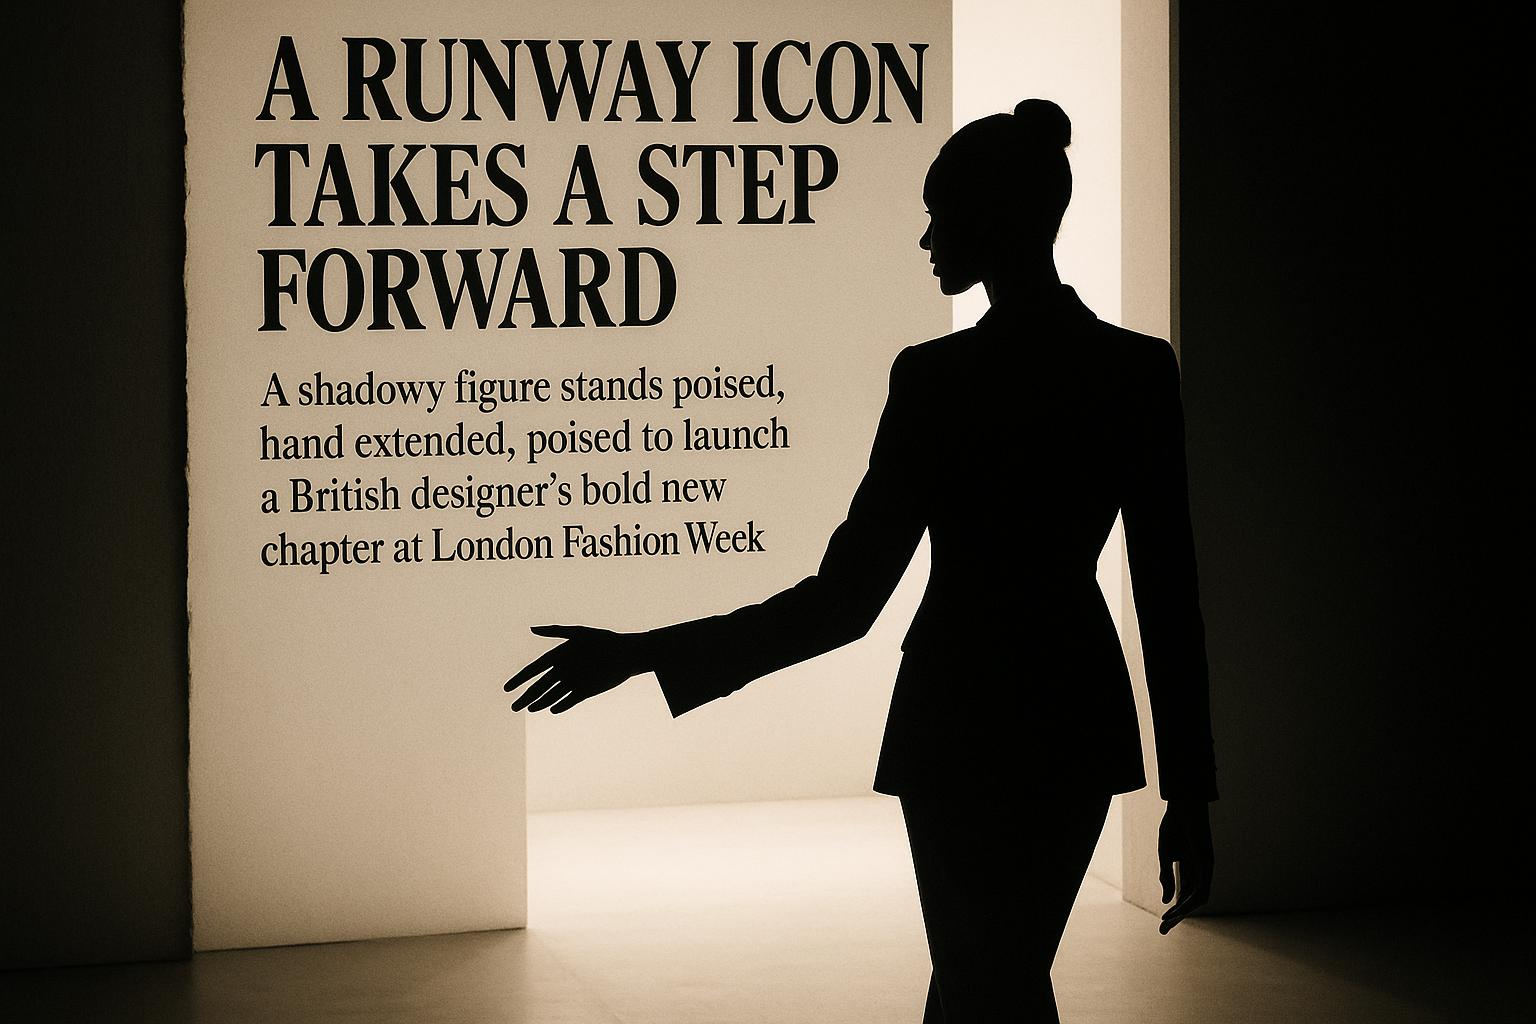 A RUNWAY ICON
TAKES A STEP
FORWARD
A shadowy figure stands poised,
hand extended, poised to launch
a British designer’s bold new
chapter at London Fashion Week